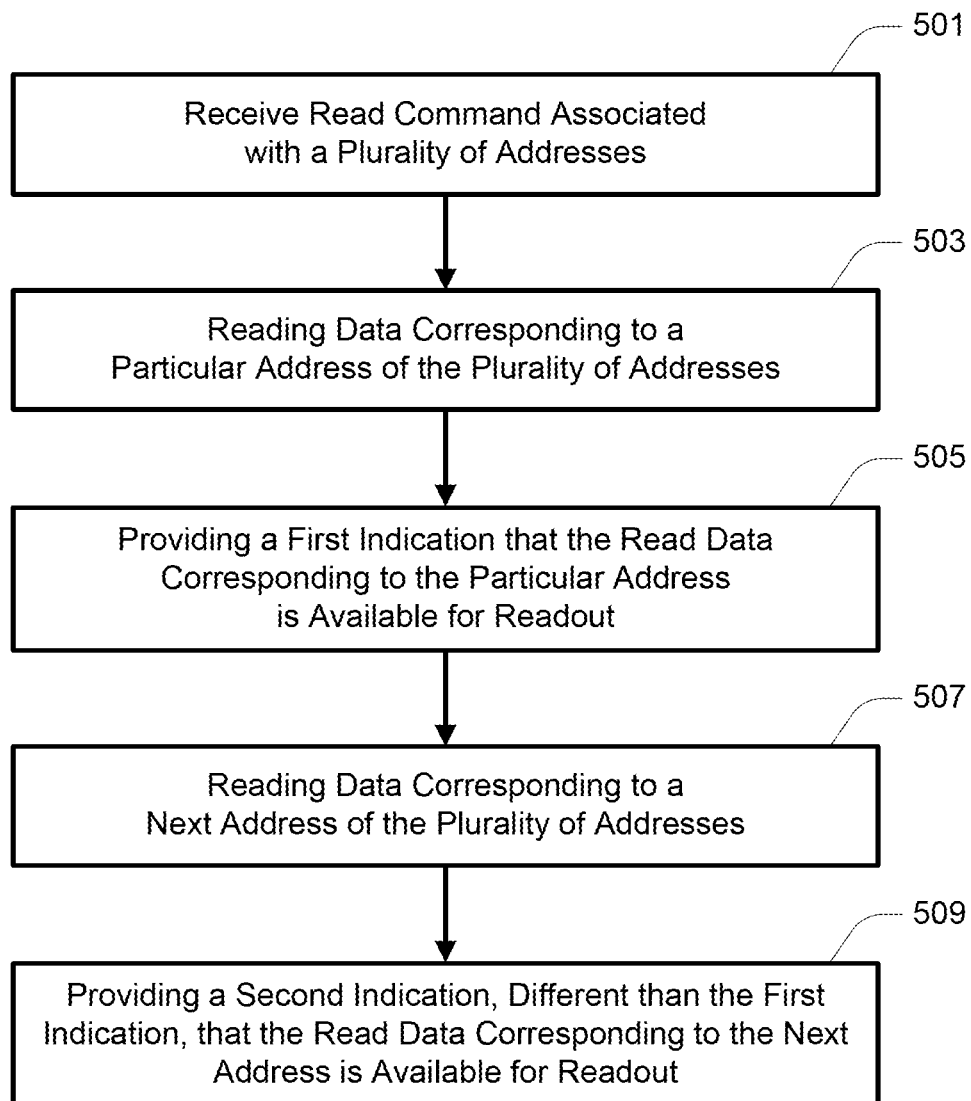 501
Receive Read Command Associated
with a Plurality of Addresses
503
Reading Data Corresponding to a
Particular Address of the Plurality of Addresses
505
Providing a First Indication that the Read Data
Corresponding to the Particular Address
is Available for Readout
507
Reading Data Corresponding to a
Next Address of the Plurality of Addresses
509
Providing a Second Indication, Different than the First
Indication, that the Read Data Corresponding to the Next
Address is Available for Readout